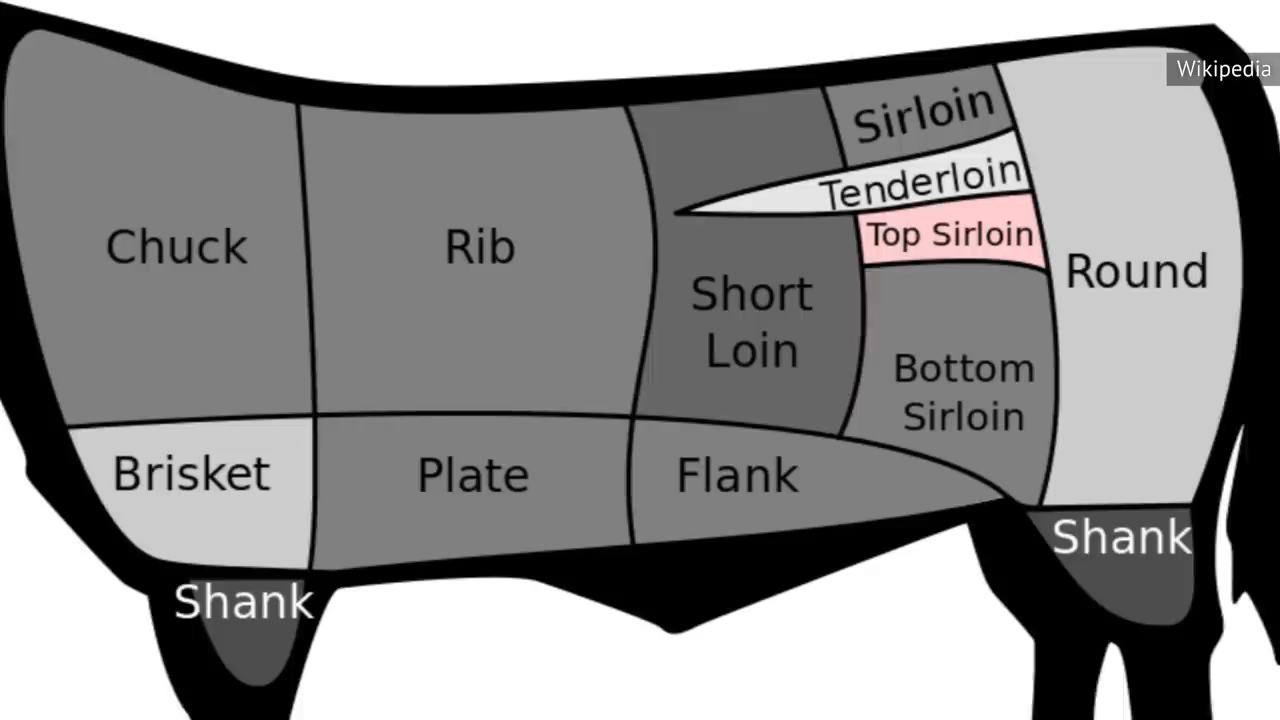 Wikipedia
Sirloin
Tenderloin
Top Sirloin
Chuck
Rib
Short
Loin
Round
Bottom
Sirloin
Brisket
Plate
Flank
Shank
Shank